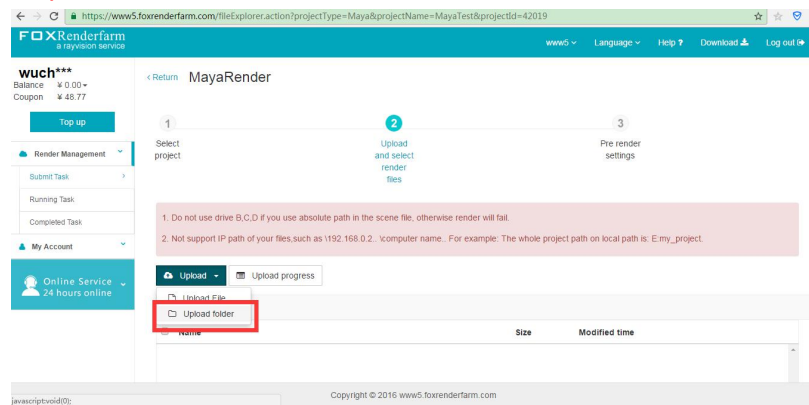 https://www5.foxrenderfarm.com/fileExplorer.action?projectType=Maya&projectName=MayaTest&projectId=42019
FOXRenderfarm
a rayvision service
www5
Language
Help ?
Download
Log out
wuch***
Balance ¥ 0.00
Coupon ¥ 48.77
Top up
Render Management
Submit Task
Running Task
Completed Task
My Account
Online Service
24 hours online
‹ Return MayaRender
1
Select
project
2
Upload
and select
render
files
3
Pre render
settings
1. Do not use drive B,C,D if you use absolute path in the scene file, otherwise render will fail.
2. Not support IP path of your files,such as \192.168.0.2.. \computer name.. For example: The whole project path on local path is: E:my_project.
Upload
Upload progress
Upload File
Upload folder
Name Size Modified time
Copyright © 2016 www5.foxrenderfarm.com
javascript:void(0);